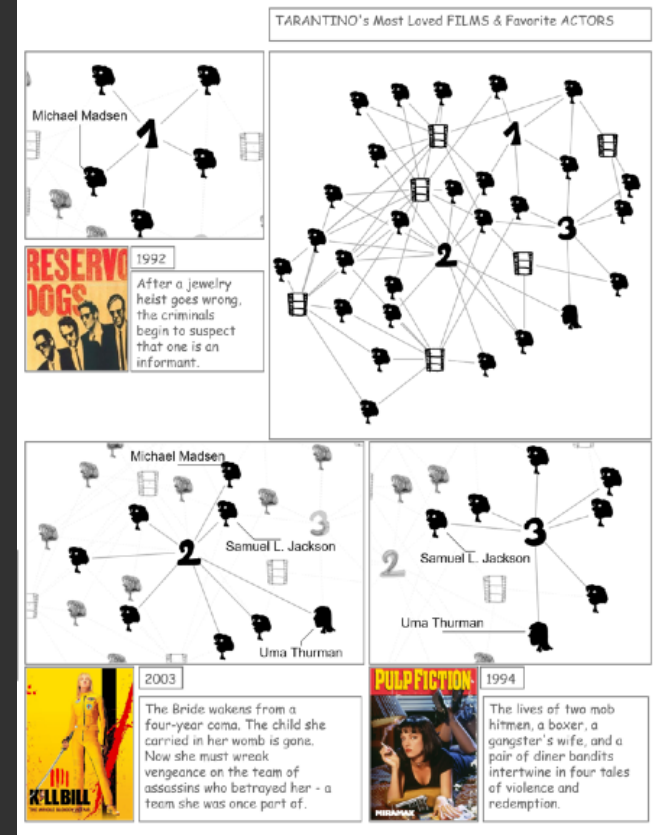 TARANTINO's Most Loved FILMS & Favorite ACTORS
Michael Madsen
1
1
2
3
RESERVO
DOGS
1992
After a jewelry
heist goes wrong,
the criminals
begin to suspect
that one is an
informant.
Michael Madsen
2
3
Samuel L. Jackson
Uma Thurman
3
2
Samuel L. Jackson
Uma Thurman
KILL BILL
2003
The Bride wakens from a
four-year coma. The child she
carried in her womb is gone.
Now she must wreak
vengeance on the team of
assassins who betrayed her - a
team she was once part of.
PULP FICTION
MIRAMAX
1994
The lives of two mob
hitmen, a boxer, a
gangster's wife, and a
pair of diner bandits
intertwine in four tales
of violence and
redemption.